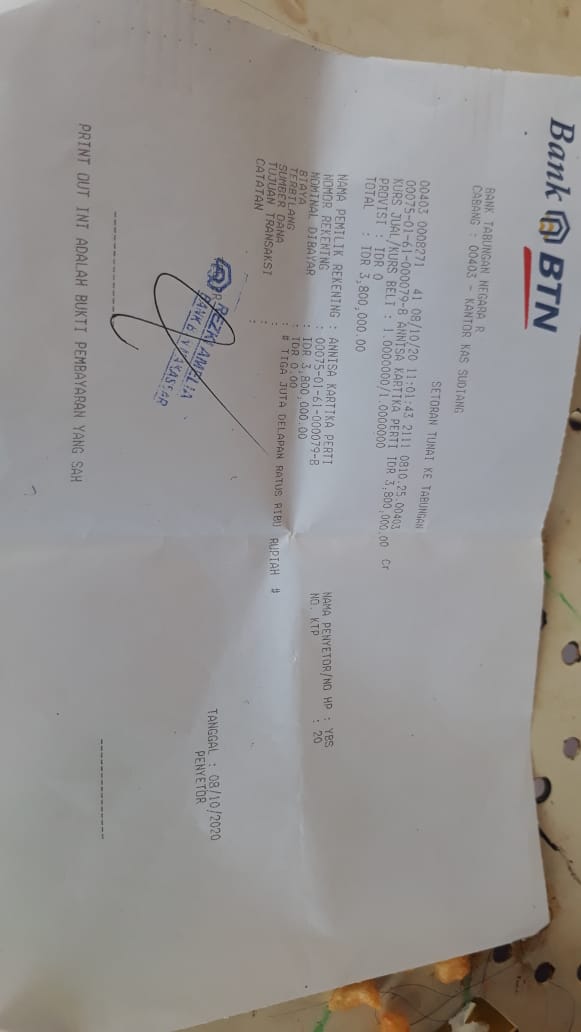 Bank BTN
BANK TABUNGAN NEGARA R
CABANG : 00403 - KANTOR KAS SUDIANG
SETORAN TUNAI KE TABUNGAN
00403 0008271 41 08/10/20 11:01:43 2111 0810.25.00403
00075-01-61-000079-8 ANNISA KARTIKA PERTI IDR 3,800,000.00 Cr
KURS JUAL/KURS BELI : 1.0000000/1.0000000
PROVISI : IDR 0
TOTAL : IDR 3,800,000.00
NAMA PEMILIK REKENING : ANNISA KARTIKA PERTI
NAMA PENYETOR/NO HP : YBS
NOMOR REKENING : 00075-01-61-000079-8
NO. KTP : 20
NOMINAL DIBAYAR : IDR 3,800,000.00
BIAYA : IDR 0.00
TERBILANG : # TIGA JUTA DELAPAN RATUS RIBU RUPIAH #
SUMBER DANA :
TUJUAN TRANSAKSI :
CATATAN :
TANGGAL : 08/10/2020
PENYETOR
AMELIA
PRINT OUT INI ADALAH BUKTI PEMBAYARAN YANG SAH